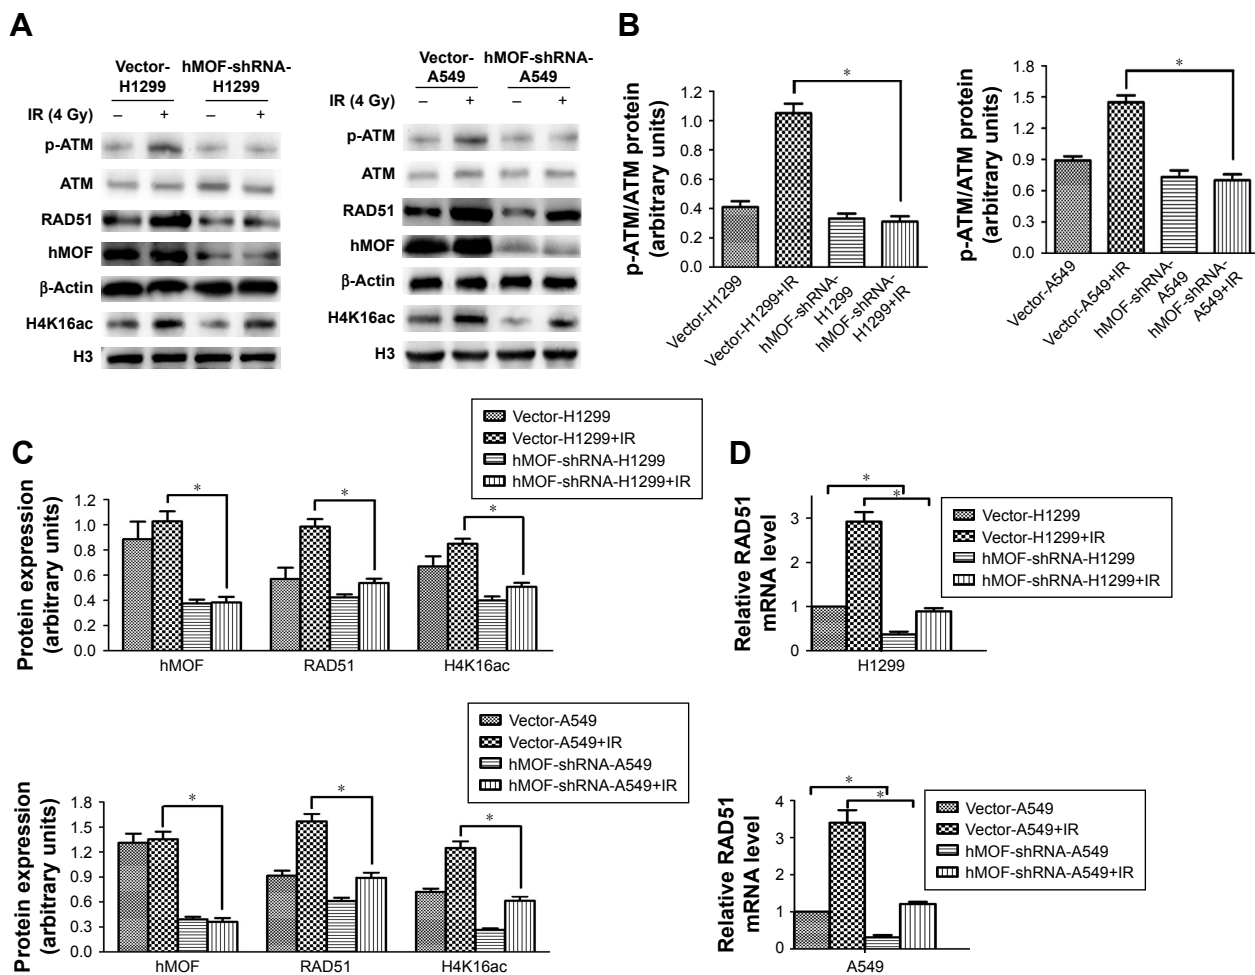 A
Vector- hMOF-shRNA-
H1299 H1299
IR (4 Gy) – + – +
p-ATM
ATM
RAD51
hMOF
β-Actin
H4K16ac
H3
Vector- hMOF-shRNA-
A549 A549
IR (4 Gy) – + – +
p-ATM
ATM
RAD51
hMOF
β-Actin
H4K16ac
H3
B
p-ATM/ATM protein
(arbitrary units)
1.2
1.0
0.8
0.6
0.4
0.2
0.0
*
Vector-H1299
Vector-H1299+IR
hMOF-shRNA-
H1299
hMOF-shRNA-
H1299+IR
p-ATM/ATM protein
(arbitrary units)
1.8
1.5
1.2
0.9
0.6
0.3
0.0
*
Vector-A549
Vector-A549+IR
hMOF-shRNA-
A549
hMOF-shRNA-
A549+IR
C
Vector-H1299
Vector-H1299+IR
hMOF-shRNA-H1299
hMOF-shRNA-H1299+IR
Protein expression
(arbitrary units)
1.2
1.0
0.8
0.6
0.4
0.2
0.0
* * *
hMOF RAD51 H4K16ac
Vector-A549
Vector-A549+IR
hMOF-shRNA-A549
hMOF-shRNA-A549+IR
Protein expression
(arbitrary units)
1.8
1.5
1.2
0.9
0.6
0.3
0.0
* * *
hMOF RAD51 H4K16ac
D
Relative RAD51
mRNA level
3
2
1
0
*
*
Vector-H1299
Vector-H1299+IR
hMOF-shRNA-H1299
hMOF-shRNA-H1299+IR
H1299
Relative RAD51
mRNA level
4
3
2
1
0
*
*
Vector-A549
Vector-A549+IR
hMOF-shRNA-A549
hMOF-shRNA-A549+IR
A549